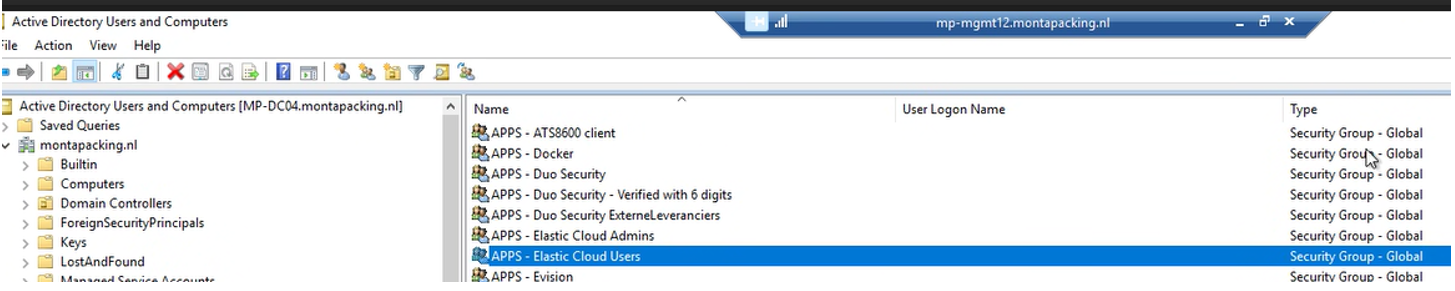 Active Directory Users and Computers
mp-mgmt12.montapacking.nl
File Action View Help
Active Directory Users and Computers [MP-DC04.montapacking.nl]
Saved Queries
montapacking.nl
Builtin
Computers
Domain Controllers
ForeignSecurityPrincipals
Keys
LostAndFound
Managed Service Accounts
Name User Logon Name Type
APPS - ATS8600 client Security Group - Global
APPS - Docker Security Group - Global
APPS - Duo Security Security Group - Global
APPS - Duo Security - Verified with 6 digits Security Group - Global
APPS - Duo Security ExterneLeveranciers Security Group - Global
APPS - Elastic Cloud Admins Security Group - Global
APPS - Elastic Cloud Users Security Group - Global
APPS - Evision Security Group - Global